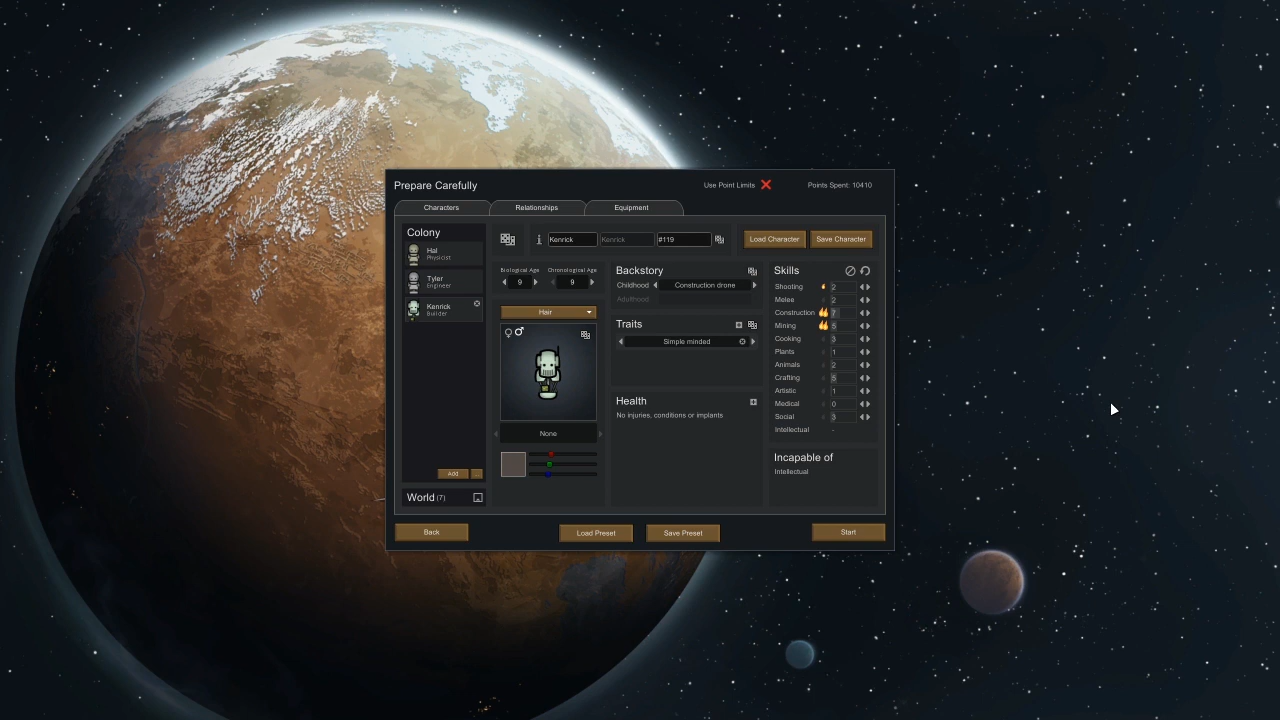 Prepare Carefully
Use Point Limits
Points Spent: 10410
Characters
Relationships
Equipment
Colony
Hal
Physicist
Tyler
Engineer
Kenrick
Builder
Add
...
World (7)
Kenrick
Kenrick
#119
Load Character
Save Character
Biological Age
Chronological Age
9
9
Hair
None
Backstory
Childhood
Construction drone
Adulthood
Traits
Simple minded
Health
No injuries, conditions or implants
Skills
Shooting 2
Melee 2
Construction 7
Mining 5
Cooking 3
Plants 1
Animals 2
Crafting 5
Artistic 1
Medical 0
Social 3
Intellectual -
Incapable of
Intellectual
Back
Load Preset
Save Preset
Start